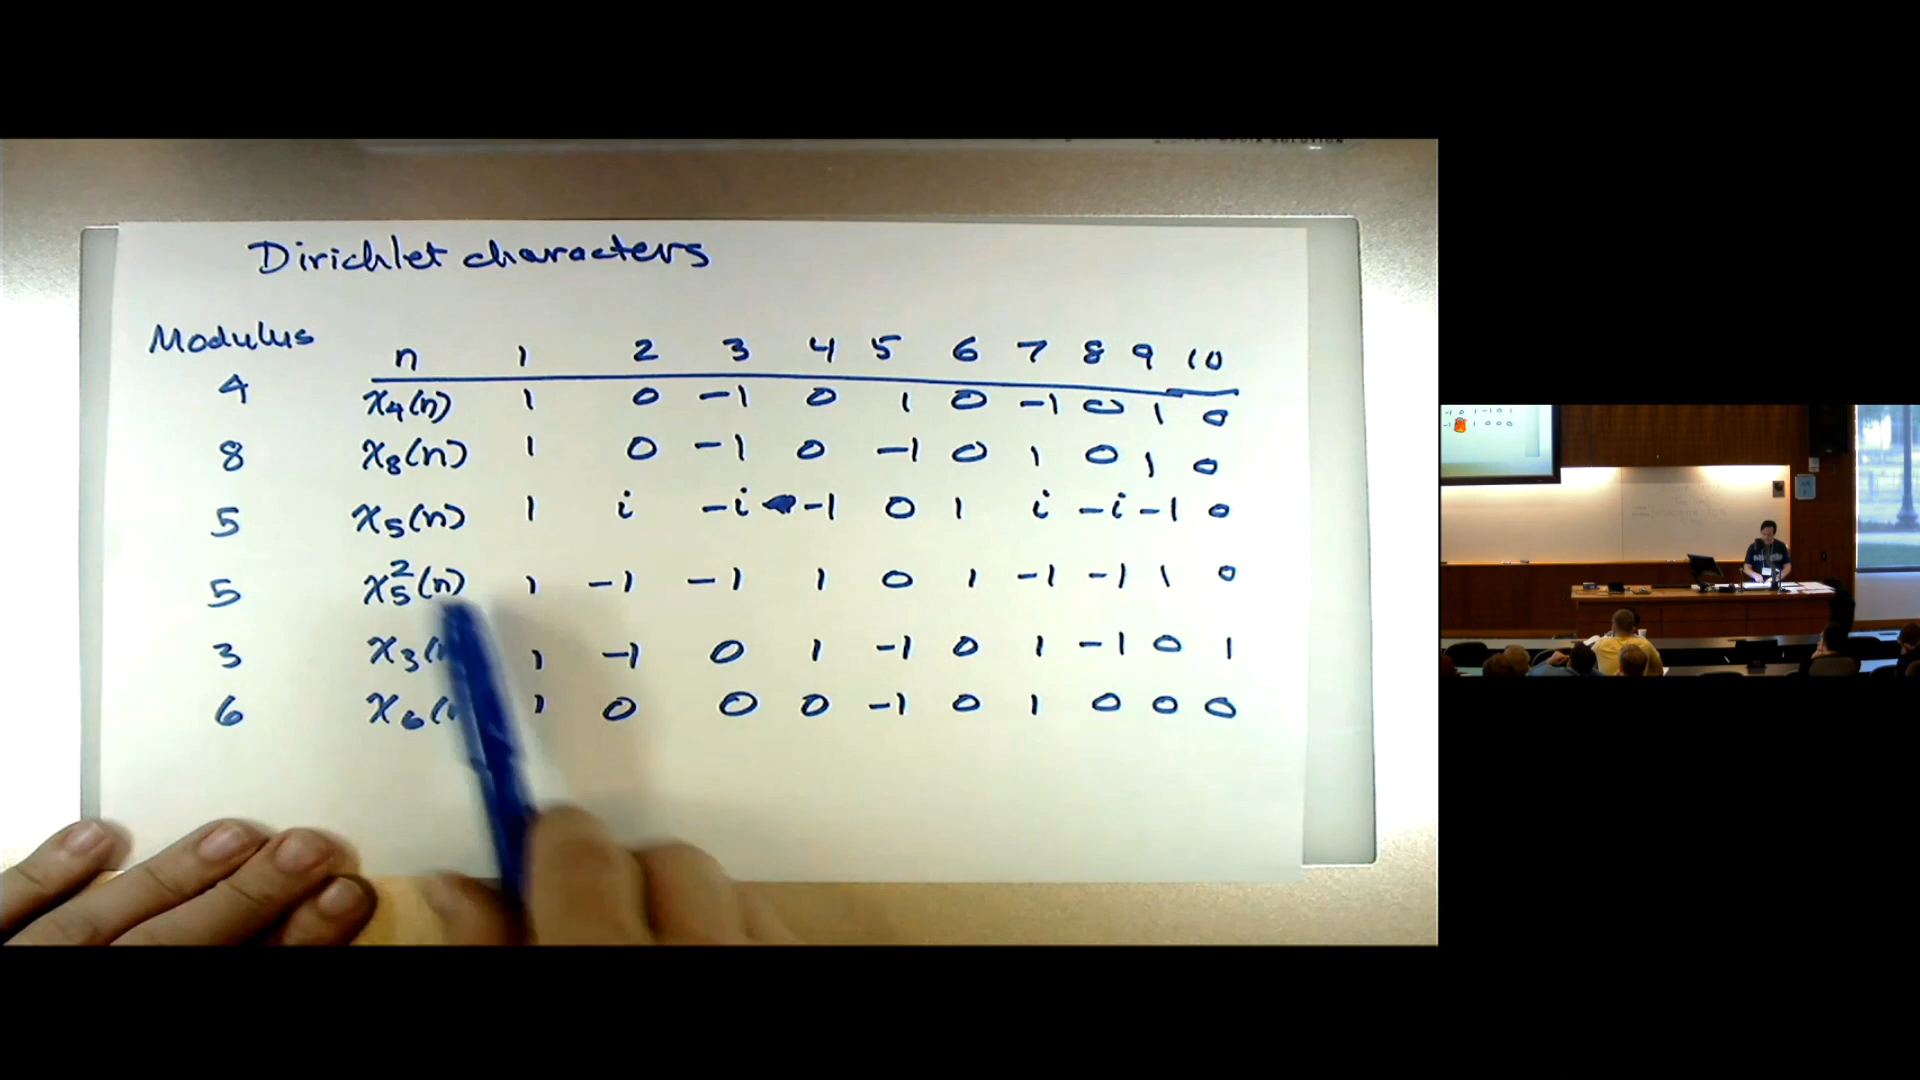 Dirichlet characters
Modulus n 1 2 3 4 5 6 7 8 9 10
4 χ4(n) 1 0 -1 0 1 0 -1 0 1 0
8 χ8(n) 1 0 -1 0 -1 0 1 0 1 0
5 χ5(n) 1 i -i -1 0 1 i -i -1 0
5 χ5²(n) 1 -1 -1 1 0 1 -1 -1 1 0
3 χ3( 1 -1 0 1 -1 0 1 -1 0 1
6 χ6( 1 0 0 0 -1 0 1 0 0 0